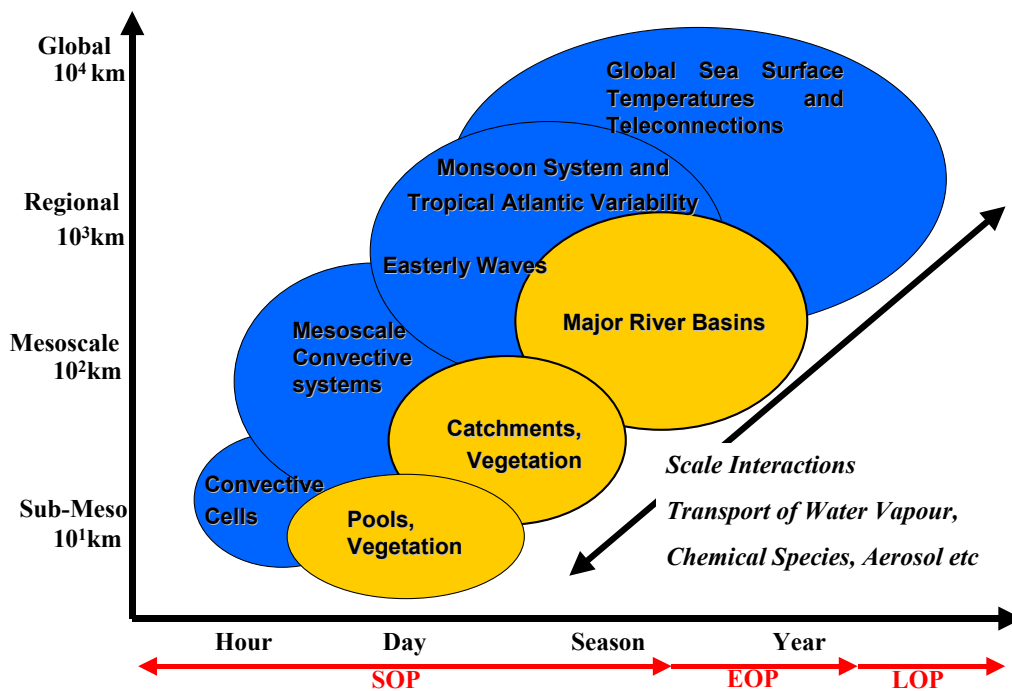 Global
10⁴ km
Global Sea Surface
Temperatures and
Teleconnections
Monsoon System and
Tropical Atlantic Variability
Regional
10³km
Easterly Waves
Major River Basins
Mesoscale
10²km
Mesoscale
Convective
systems
Catchments,
Vegetation
Scale Interactions
Transport of Water Vapour,
Chemical Species, Aerosol etc
Convective
Cells
Sub-Meso
10¹km
Pools,
Vegetation
Hour Day Season Year
SOP EOP LOP